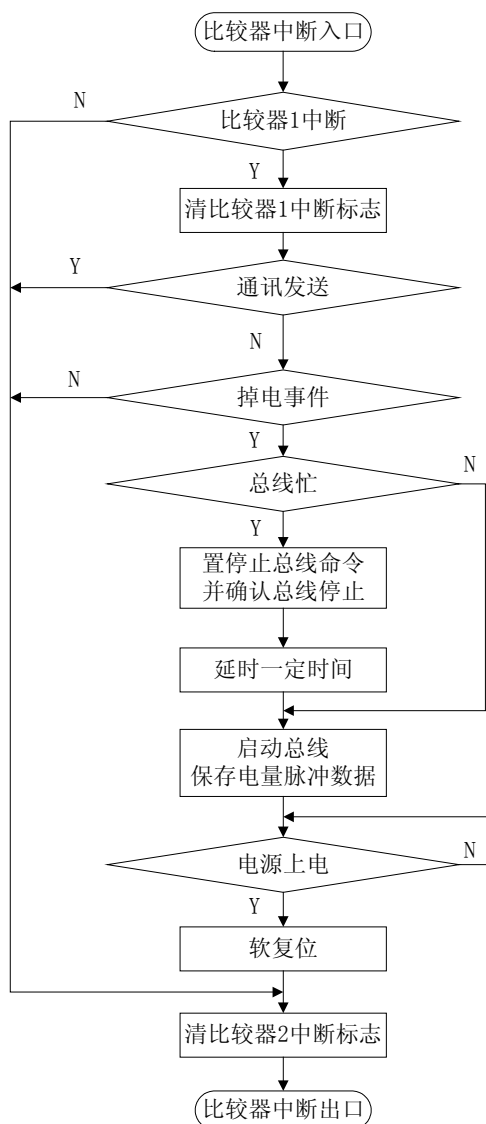 比较器中断入口
N
比较器1中断
Y
清比较器1中断标志
Y
通讯发送
N
N
掉电事件
Y
N
总线忙
Y
置停止总线命令
并确认总线停止
延时一定时间
启动总线
保存电量脉冲数据
电源上电
N
Y
软复位
清比较器2中断标志
比较器中断出口